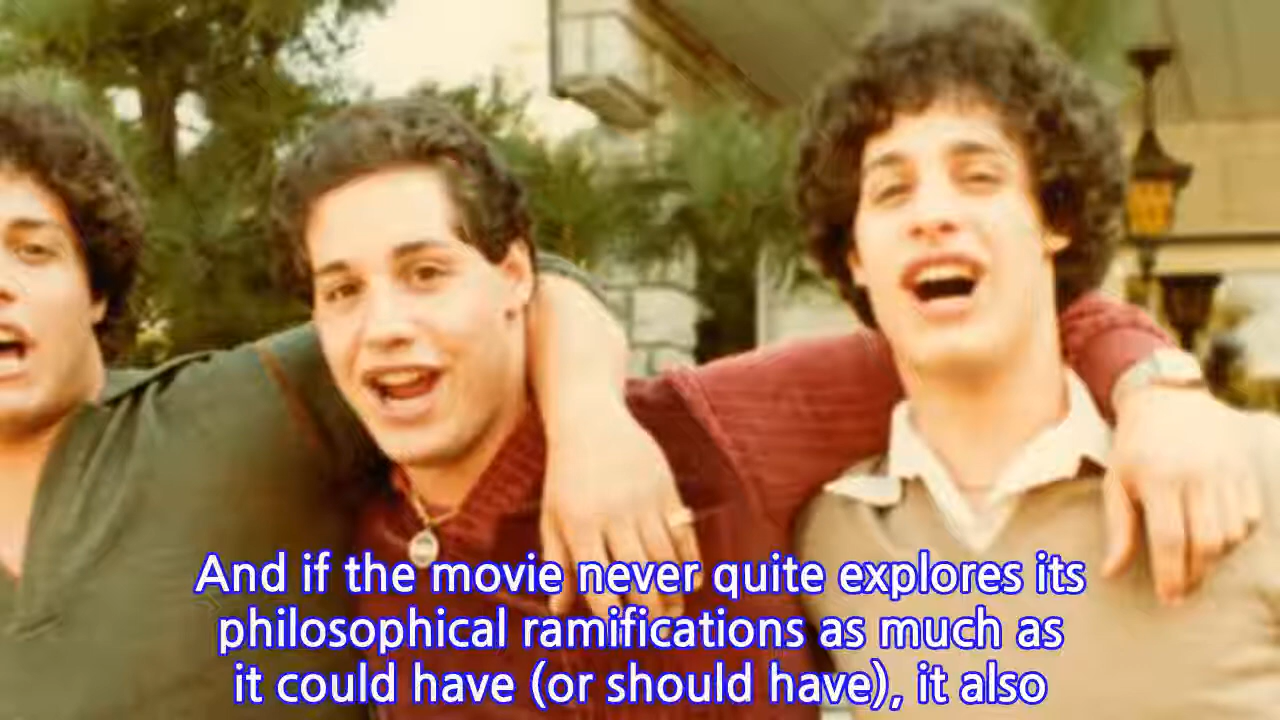 And if the movie never quite explores its
philosophical ramifications as much as
it could have (or should have), it also